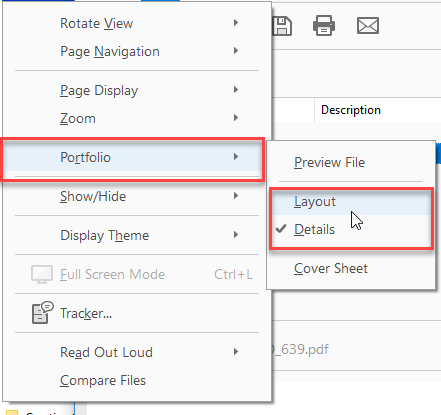 Rotate View
Page Navigation
Page Display
Zoom
Portfolio
Show/Hide
Display Theme
Full Screen Mode Ctrl+L
Tracker...
Read Out Loud
Compare Files
Description
Preview File
Layout
Details
Cover Sheet
_639.pdf